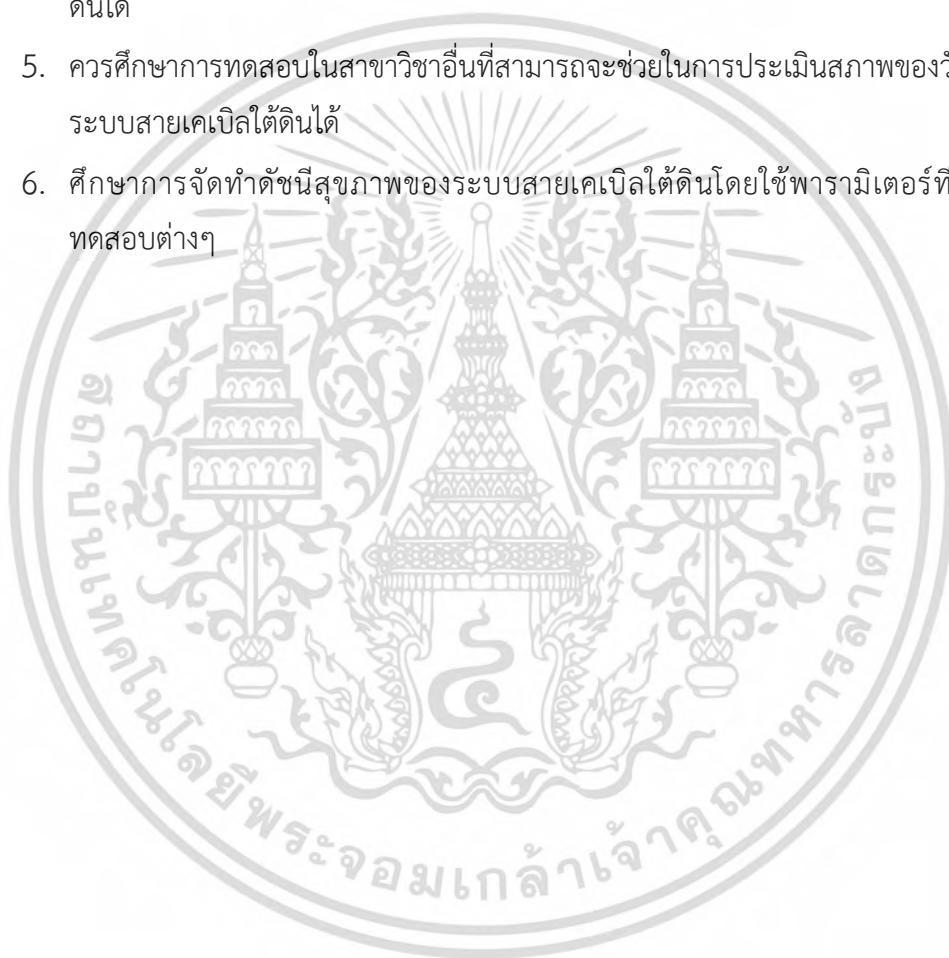 ดินได้
5. ควรศึกษาการทดสอบในสาขาวิชาอื่นที่สามารถจะช่วยในการประเมินสภาพของ
ระบบสายเคเบิลใต้ดินได้
6. ศึกษาการจัดทำดัชนีสุขภาพของระบบสายเคเบิลใต้ดินโดยใช้พารามิเตอร์
ทดสอบต่างๆ
สถาบันเทคโนโลยีพระจอมเกล้าเจ้าคุณทหารลาดกระบัง